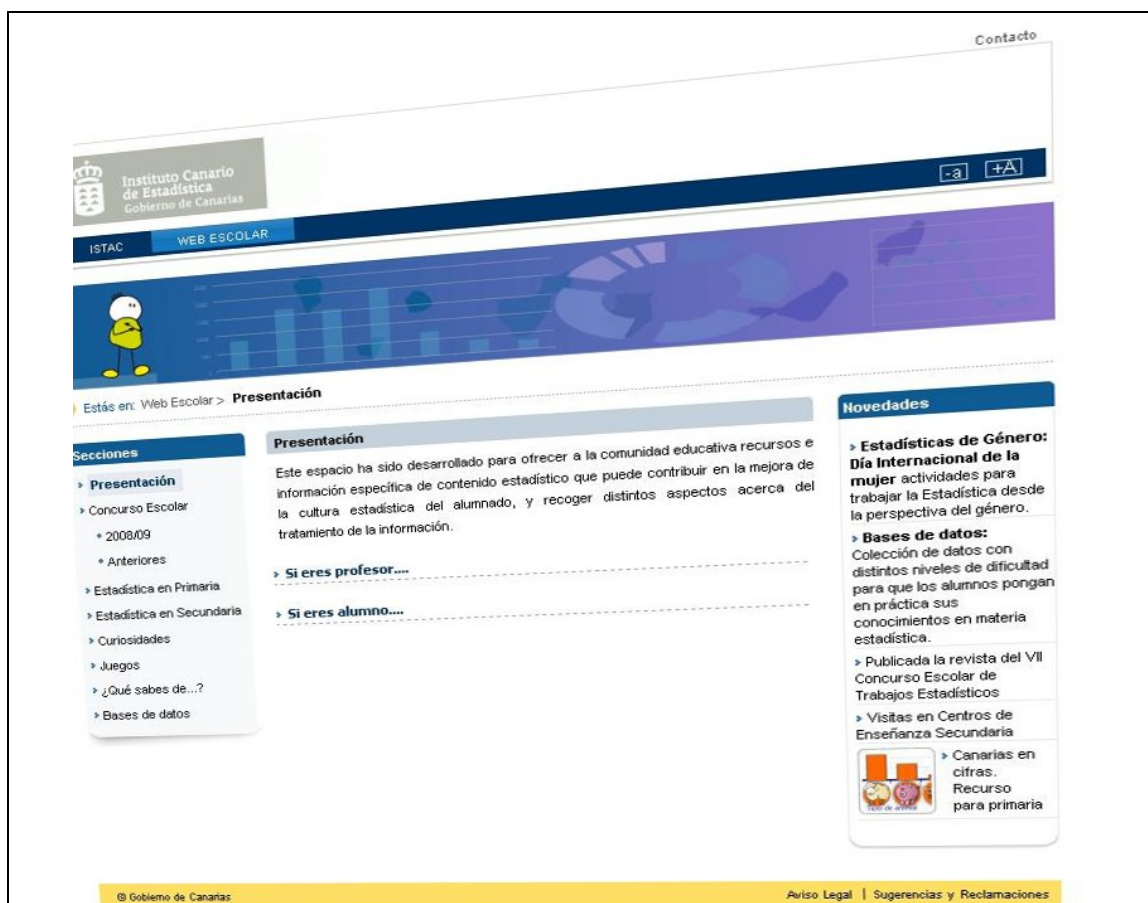 Contacto
Instituto Canario
de Estadística
Gobierno de Canarias
-a +A
ISTAC WEB ESCOLAR
Estás en: Web Escolar > Presentación
Secciones
Presentación
Concurso Escolar
2008/09
Anteriores
Estadística en Primaria
Estadística en Secundaria
Curiosidades
Juegos
¿Qué sabes de...?
Bases de datos
Presentación
Este espacio ha sido desarrollado para ofrecer a la comunidad educativa recursos e
información específica de contenido estadístico que puede contribuir en la mejora de
la cultura estadística del alumnado, y recoger distintos aspectos acerca del
tratamiento de la información.
Si eres profesor....
Si eres alumno....
Novedades
Estadísticas de Género:
Día Internacional de la
mujer actividades para
trabajar la Estadística desde
la perspectiva del género.
Bases de datos:
Colección de datos con
distintos niveles de dificultad
para que los alumnos pongan
en práctica sus
conocimientos en materia
estadística.
Publicada la revista del VII
Concurso Escolar de
Trabajos Estadísticos
Visitas en Centros de
Enseñanza Secundaria
Canarias en
cifras.
Recurso
para primaria
Tipo de animal
© Gobierno de Canarias
Aviso Legal | Sugerencias y Reclamaciones